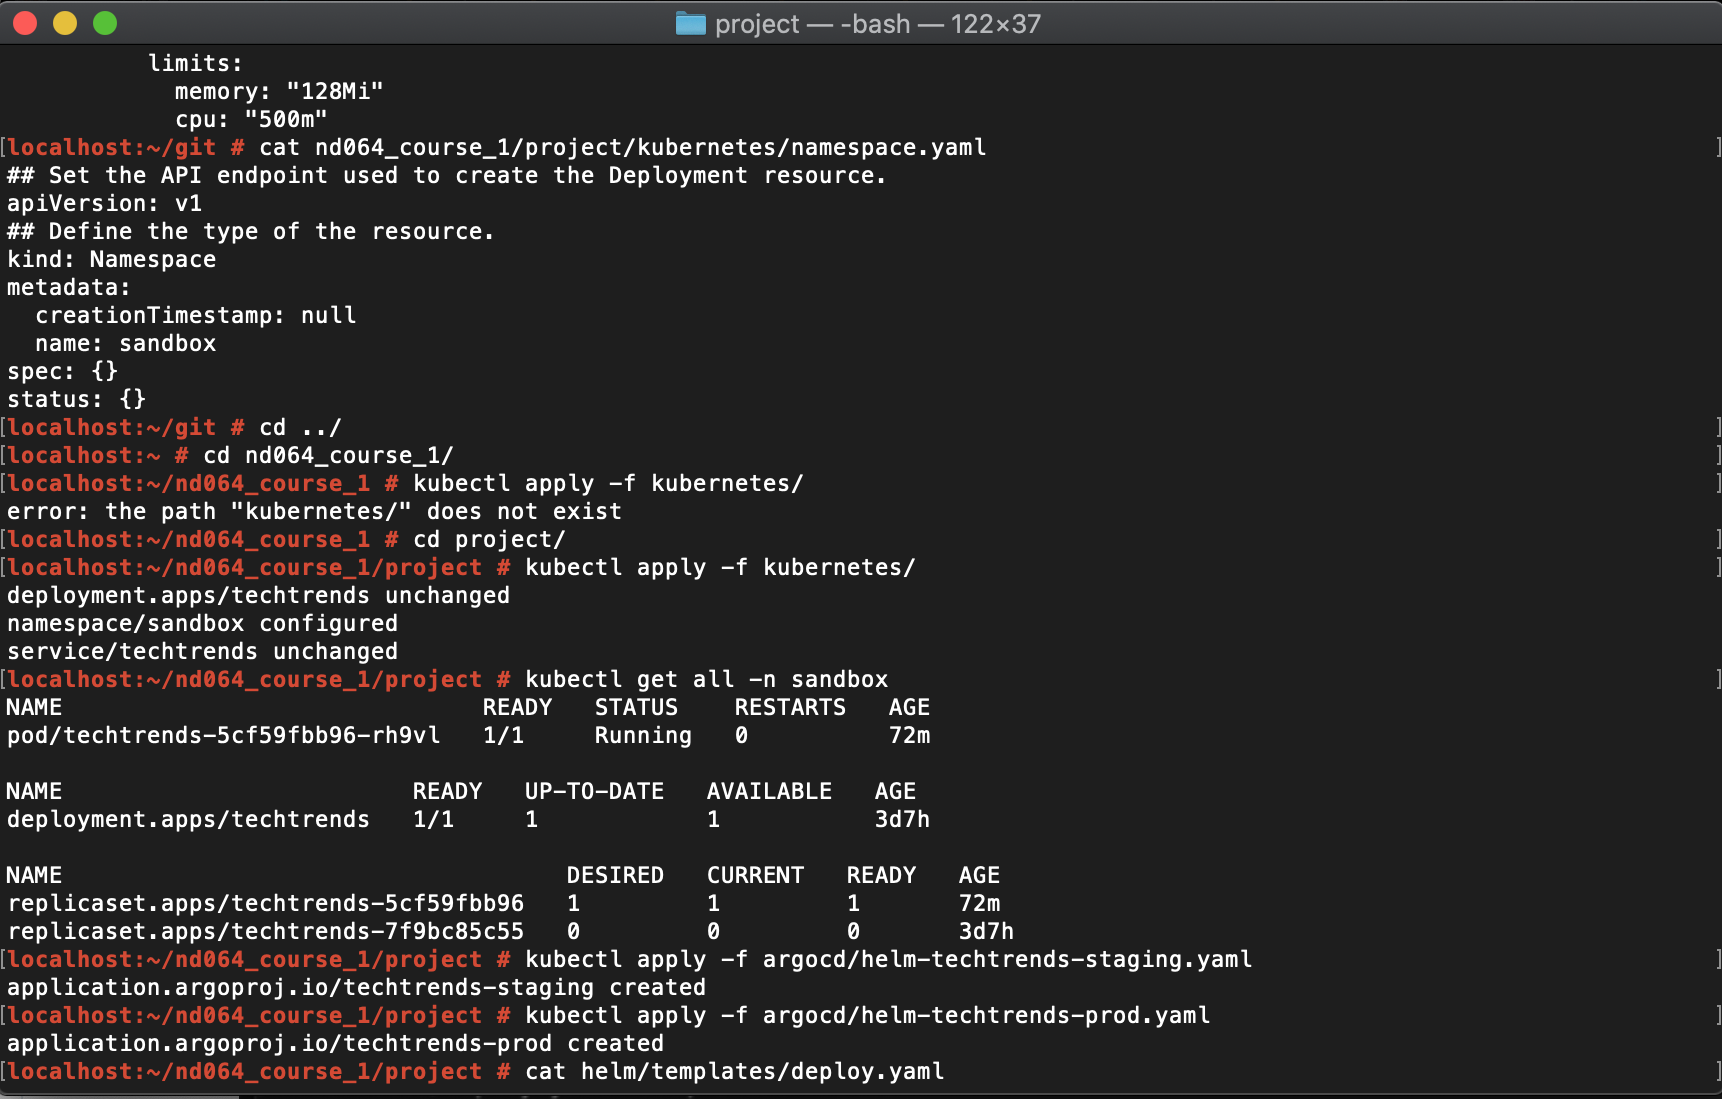 project — -bash — 122×37
limits:
memory: "128Mi"
cpu: "500m"
[localhost:~/git # cat nd064_course_1/project/kubernetes/namespace.yaml ]
## Set the API endpoint used to create the Deployment resource.
apiVersion: v1
## Define the type of the resource.
kind: Namespace
metadata:
  creationTimestamp: null
  name: sandbox
spec: {}
status: {}
[localhost:~/git # cd ../ ]
[localhost:~ # cd nd064_course_1/ ]
[localhost:~/nd064_course_1 # kubectl apply -f kubernetes/ ]
error: the path "kubernetes/" does not exist
[localhost:~/nd064_course_1 # cd project/ ]
[localhost:~/nd064_course_1/project # kubectl apply -f kubernetes/ ]
deployment.apps/techtrends unchanged
namespace/sandbox configured
service/techtrends unchanged
[localhost:~/nd064_course_1/project # kubectl get all -n sandbox ]
NAME READY STATUS RESTARTS AGE
pod/techtrends-5cf59fbb96-rh9vl 1/1 Running 0 72m
NAME READY UP-TO-DATE AVAILABLE AGE
deployment.apps/techtrends 1/1 1 1 3d7h
NAME DESIRED CURRENT READY AGE
replicaset.apps/techtrends-5cf59fbb96 1 1 1 72m
replicaset.apps/techtrends-7f9bc85c55 0 0 0 3d7h
[localhost:~/nd064_course_1/project # kubectl apply -f argocd/helm-techtrends-staging.yaml ]
application.argoproj.io/techtrends-staging created
[localhost:~/nd064_course_1/project # kubectl apply -f argocd/helm-techtrends-prod.yaml ]
application.argoproj.io/techtrends-prod created
[localhost:~/nd064_course_1/project # cat helm/templates/deploy.yaml ]